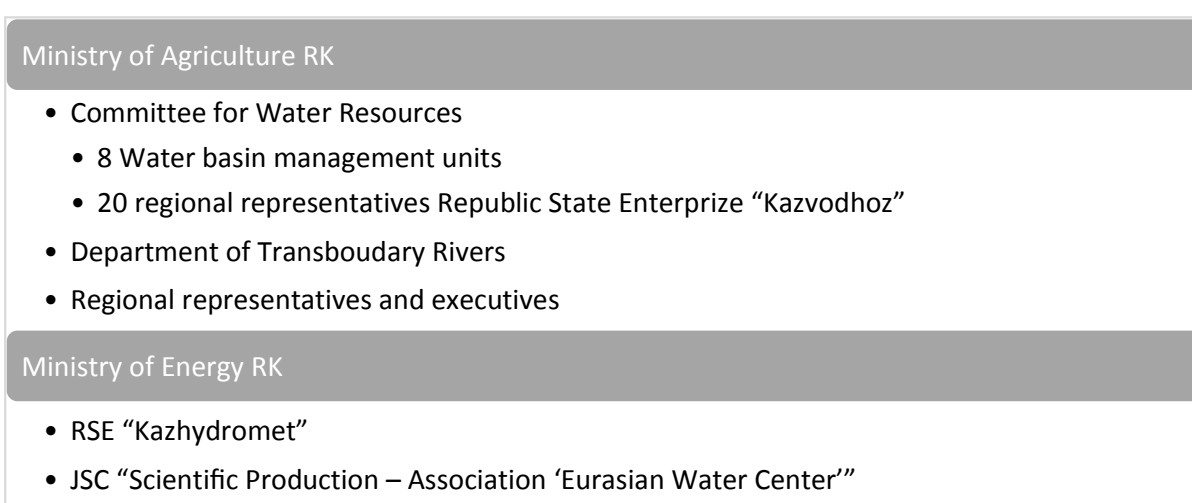 Ministry of Agriculture RK
• Committee for Water Resources
• 8 Water basin management units
• 20 regional representatives Republic State Enterprize “Kazvodhoz”
• Department of Transboudary Rivers
• Regional representatives and executives
Ministry of Energy RK
• RSE “Kazhydromet”
• JSC “Scientific Production – Association ‘Eurasian Water Center’”